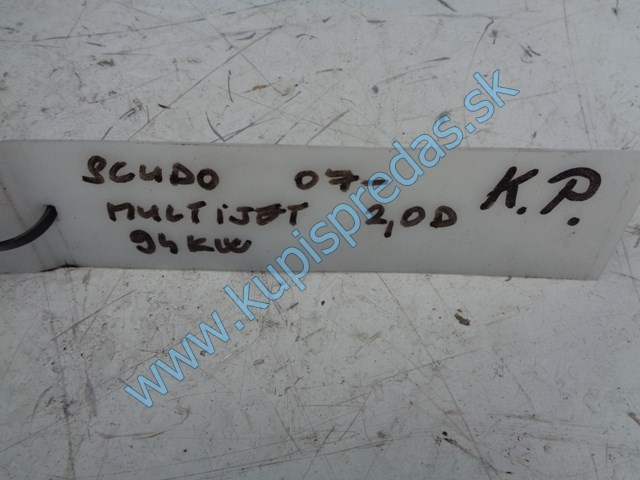 SCUDO 07-
MULTIJET 2,0D K.P.
94KW
www.kupispredas.sk